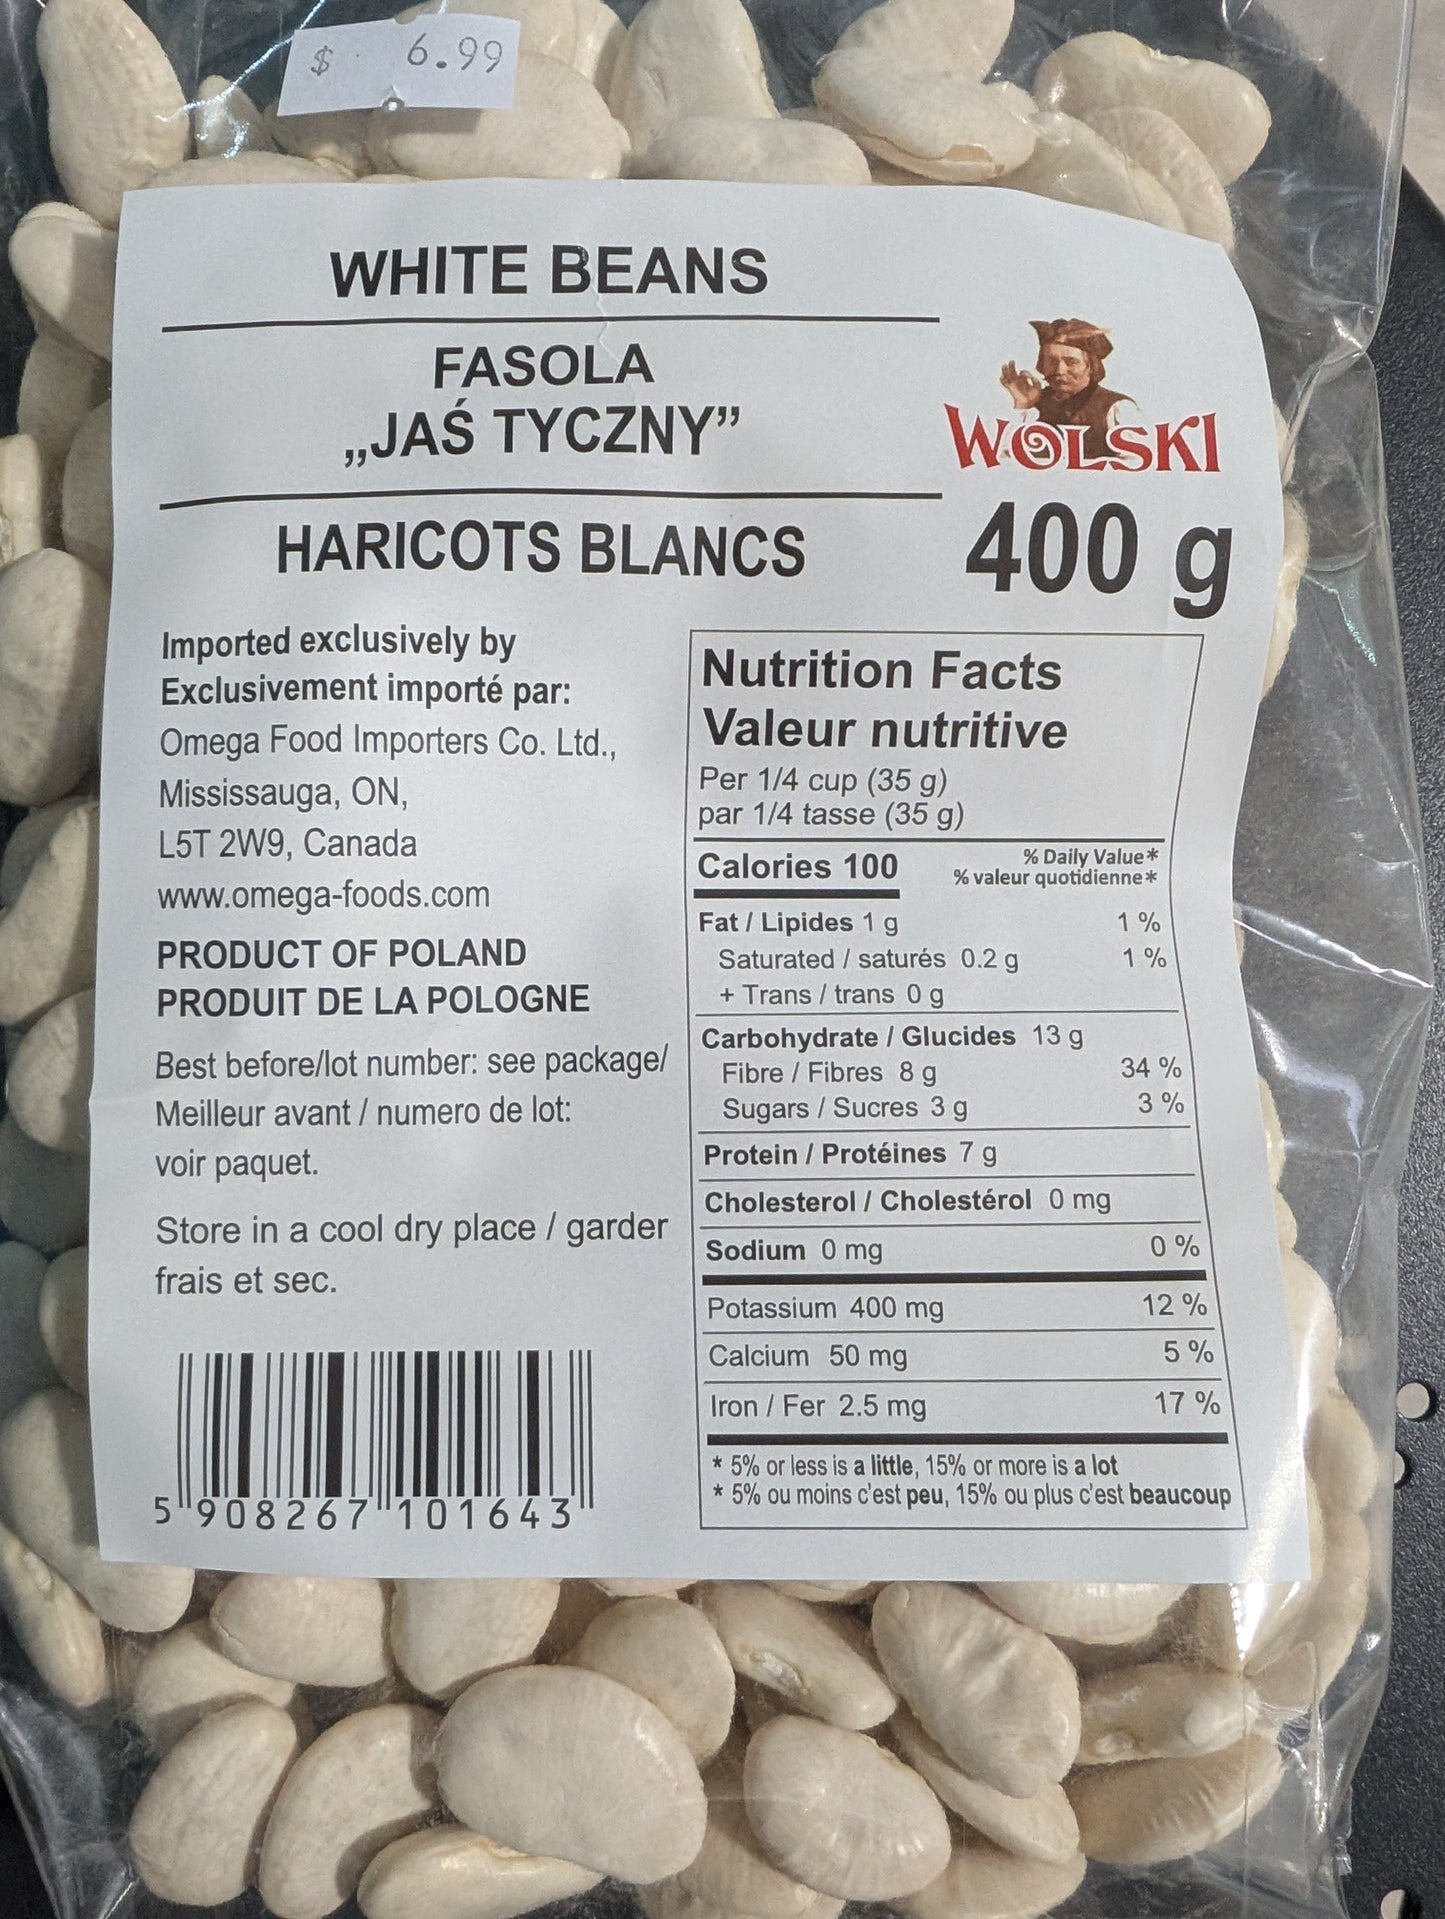 $ 6.99
WHITE BEANS
FASOLA
„JAŚ TYCZNY”
HARICOTS BLANCS
WOLSKI
400 g
Imported exclusively by
Exclusivement importé par:
Omega Food Importers Co. Ltd.,
Mississauga, ON,
L5T 2W9, Canada
www.omega-foods.com
PRODUCT OF POLAND
PRODUIT DE LA POLOGNE
Best before/lot number: see package/
Meilleur avant / numero de lot:
voir paquet.
Store in a cool dry place / garder
frais et sec.
5 908267 101643
Nutrition Facts
Valeur nutritive
Per 1/4 cup (35 g)
par 1/4 tasse (35 g)
Calories 100
% Daily Value*
% valeur quotidienne*
Fat / Lipides 1 g 1 %
Saturated / saturés 0.2 g 1 %
+ Trans / trans 0 g
Carbohydrate / Glucides 13 g
Fibre / Fibres 8 g 34 %
Sugars / Sucres 3 g 3 %
Protein / Protéines 7 g
Cholesterol / Cholestérol 0 mg
Sodium 0 mg 0 %
Potassium 400 mg 12 %
Calcium 50 mg 5 %
Iron / Fer 2.5 mg 17 %
* 5% or less is a little, 15% or more is a lot
* 5% ou moins c'est peu, 15% ou plus c'est beaucoup